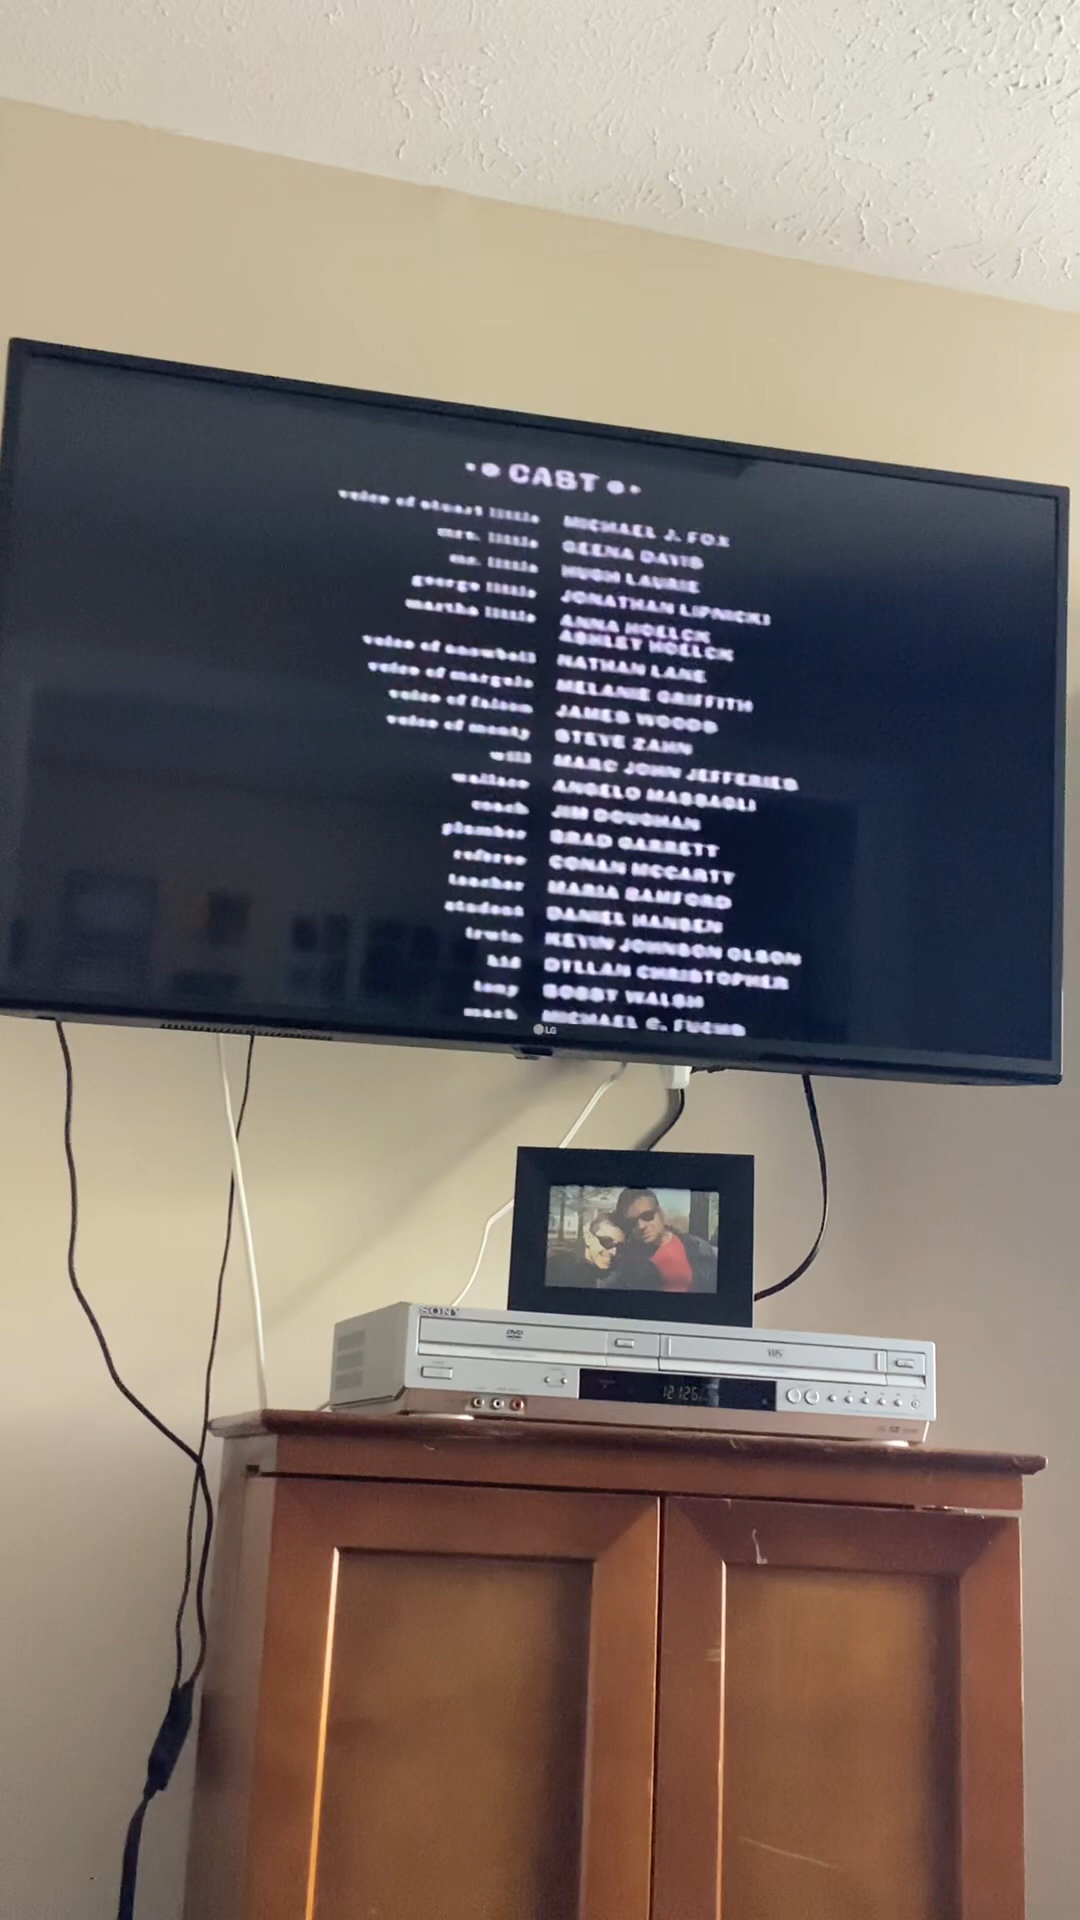 •● CAST ●•
voice of stuart little MICHAEL J. FOX
mrs. little GEENA DAVIS
mr. little HUGH LAURIE
george little JONATHAN LIPNICKI
martha little ANNA HOELCK
ASHLEY HOELCK
voice of snowbell NATHAN LANE
voice of margalo MELANIE GRIFFITH
voice of falcon JAMES WOODS
voice of monty STEVE ZAHN
will MARC JOHN JEFFERIES
wallace ANGELO MASSAGLI
coach JIM DOUGHAN
plumber BRAD GARRETT
referee CONAN MCCARTY
teacher MARIA BAMFORD
student DANIEL HANSEN
irwin KEVIN JOHNSON OLSON
kid DYLLAN CHRISTOPHER
tony BOBBY WALSH
mark MICHAEL C. FUCHS
LG
SONY
DVD
VHS